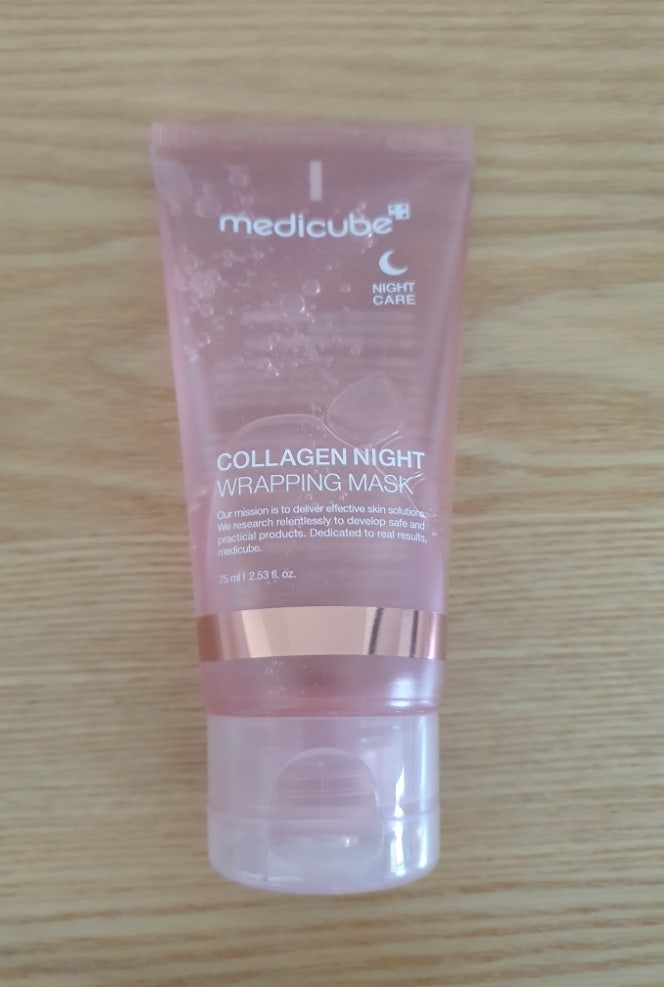 medicube
NIGHT
CARE
COLLAGEN NIGHT
WRAPPING MASK
Our mission is to deliver effective skin solutions.
We research relentlessly to develop safe and
practical products. Dedicated to real results,
medicube.
75 ml | 2.53 fl. oz.